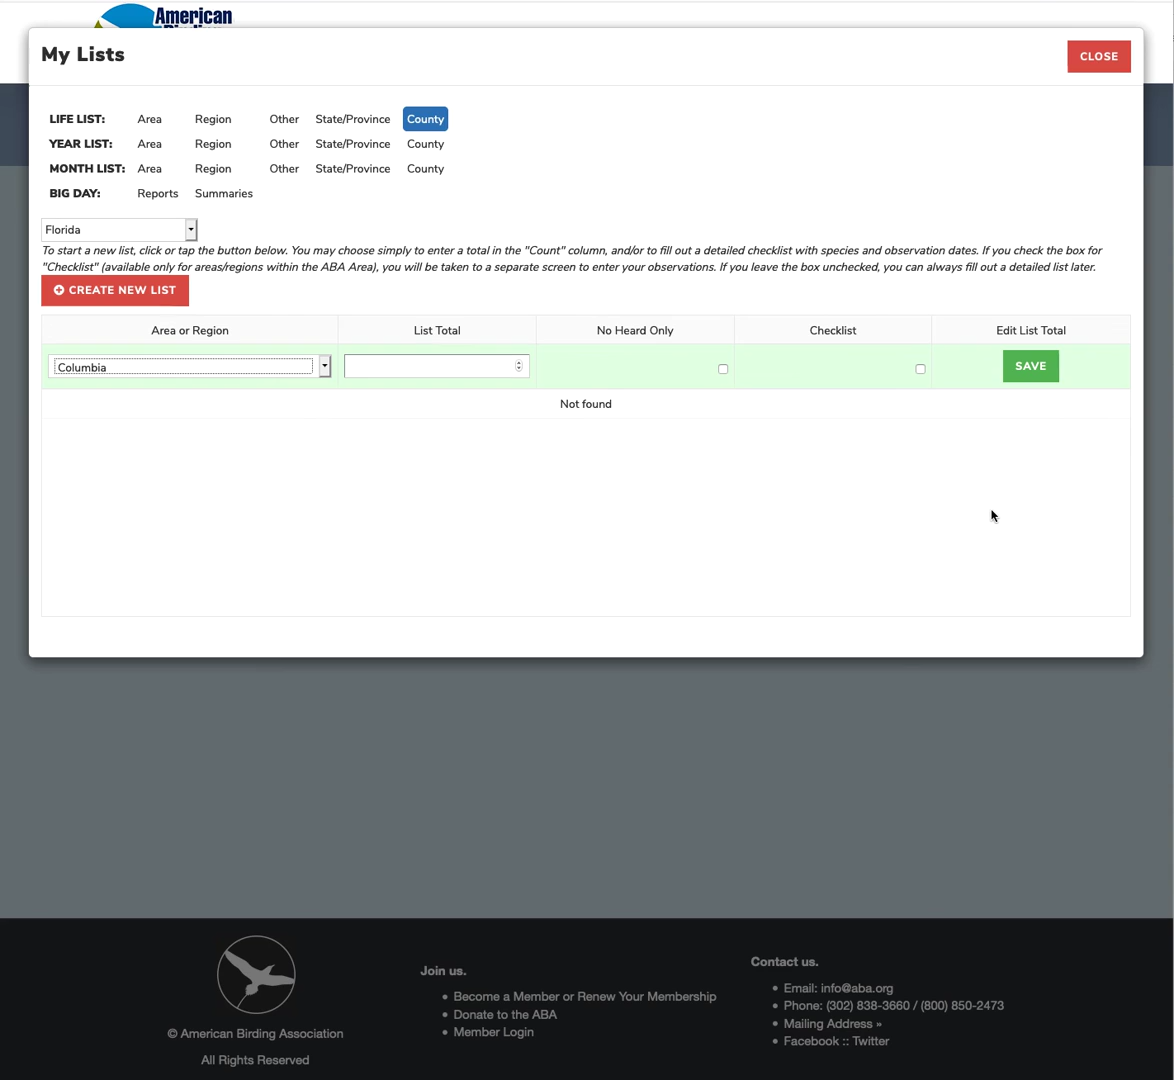 American
Birding
My Lists
CLOSE
LIFE LIST: Area Region Other State/Province County
YEAR LIST: Area Region Other State/Province County
MONTH LIST: Area Region Other State/Province County
BIG DAY: Reports Summaries
Florida
To start a new list, click or tap the button below. You may choose simply to enter a total in the "Count" column, and/or to fill out a detailed checklist with species and observation dates. If you check the box for
"Checklist" (available only for areas/regions within the ABA Area), you will be taken to a separate screen to enter your observations. If you leave the box unchecked, you can always fill out a detailed list later.
CREATE NEW LIST
Area or Region List Total No Heard Only Checklist Edit List Total
Columbia SAVE
Not found
Join us.
• Become a Member or Renew Your Membership
• Donate to the ABA
• Member Login
Contact us.
• Email: info@aba.org
• Phone: (302) 838-3660 / (800) 850-2473
• Mailing Address »
• Facebook :: Twitter
© American Birding Association
All Rights Reserved